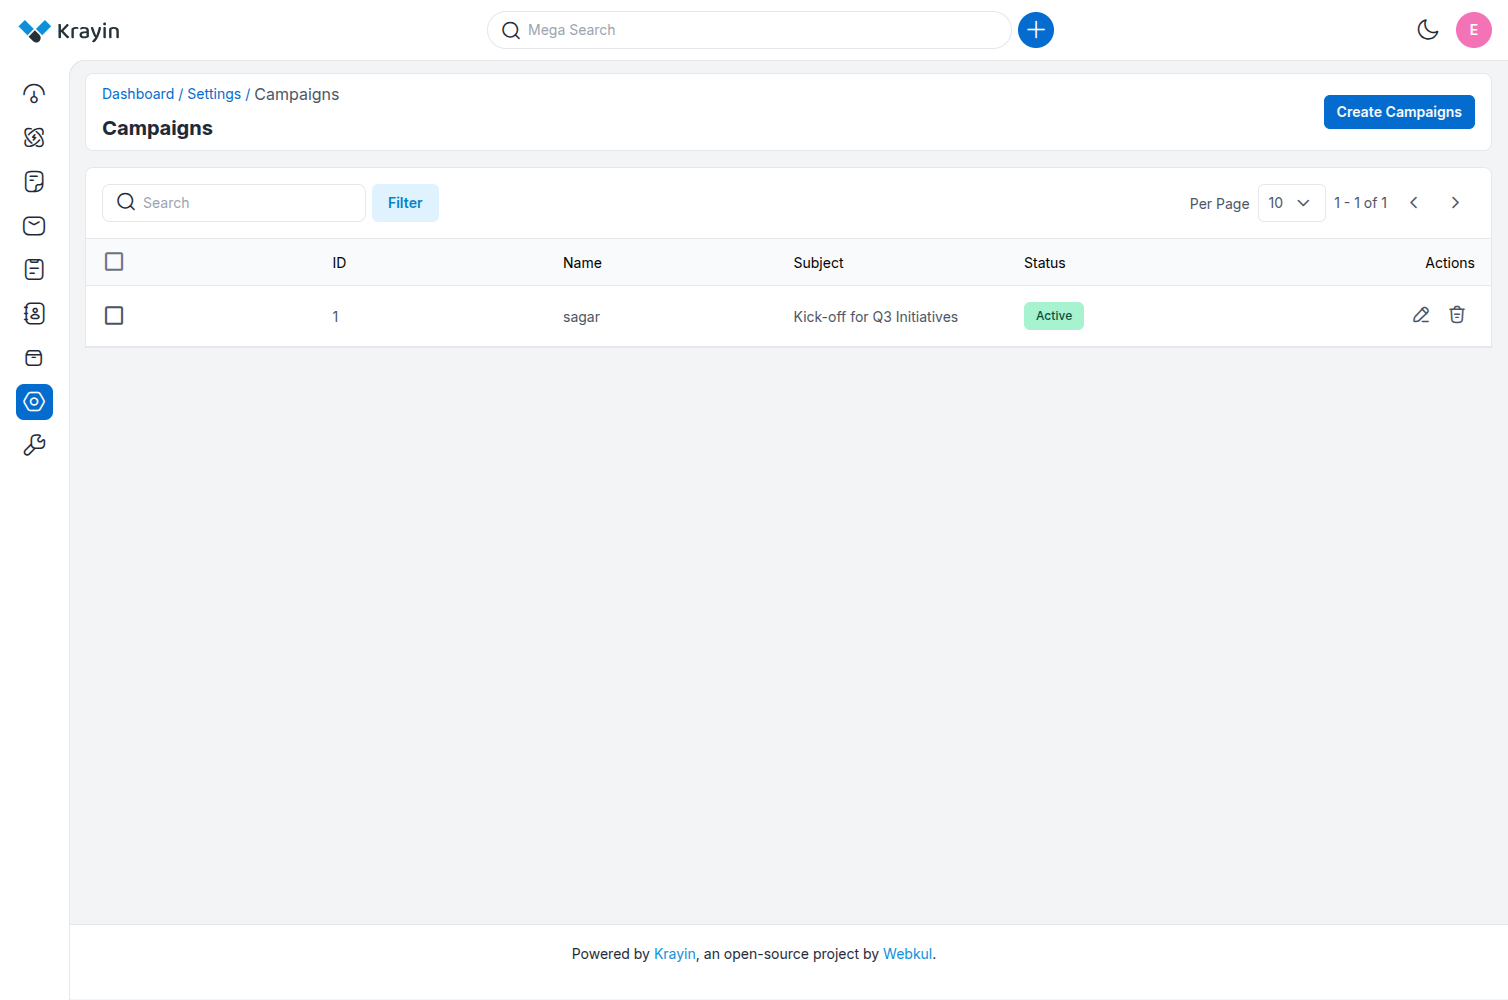 Krayin
Mega Search
E
Dashboard / Settings / Campaigns
Campaigns
Create Campaigns
Search
Filter
Per Page
10
1 - 1 of 1
ID Name Subject Status Actions
1 sagar Kick-off for Q3 Initiatives Active
Powered by Krayin, an open-source project by Webkul.